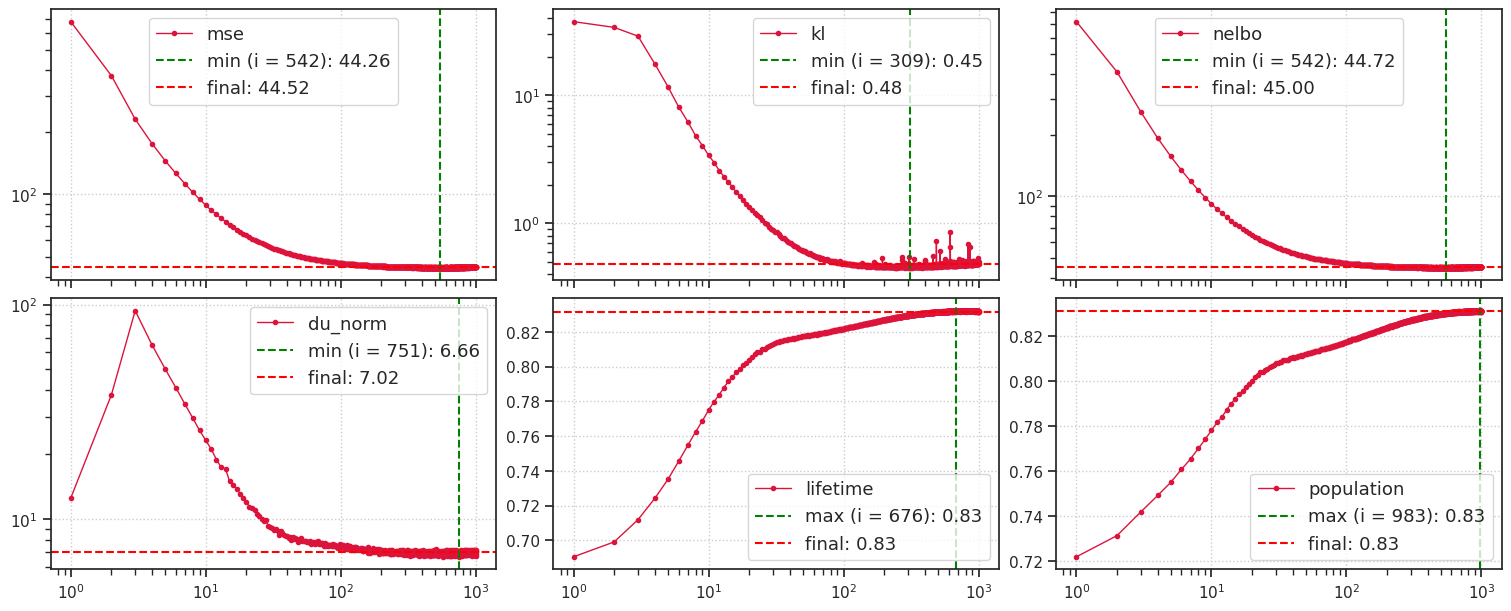 mse
min (i = 542): 44.26
final: 44.52
10²
kl
min (i = 309): 0.45
final: 0.48
10¹
10⁰
nelbo
min (i = 542): 44.72
final: 45.00
10²
du_norm
min (i = 751): 6.66
final: 7.02
10²
10¹
10⁰ 10¹ 10² 10³
lifetime
max (i = 676): 0.83
final: 0.83
0.82
0.80
0.78
0.76
0.74
0.72
0.70
10⁰ 10¹ 10² 10³
population
max (i = 983): 0.83
final: 0.83
0.82
0.80
0.78
0.76
0.74
0.72
10⁰ 10¹ 10² 10³